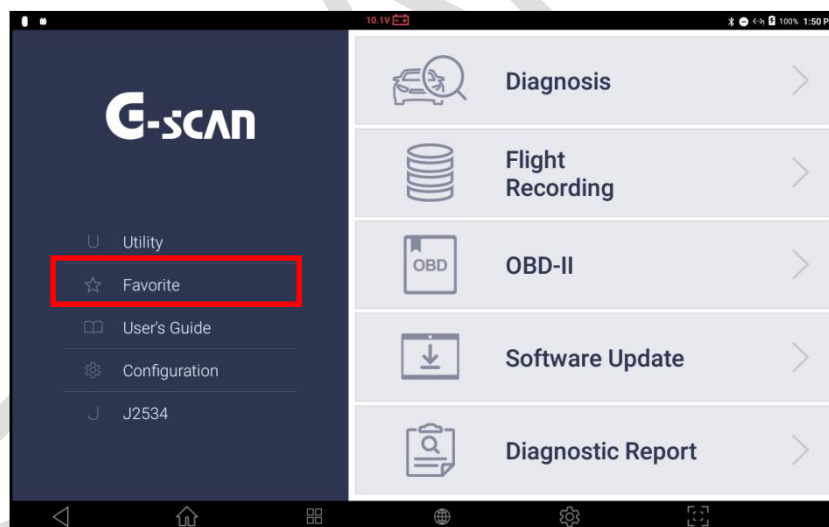 10.1V
100% 1:50 P
G-scan
U Utility
Favorite
User's Guide
Configuration
J J2534
Diagnosis
Flight
Recording
OBD
OBD-II
Software Update
Diagnostic Report